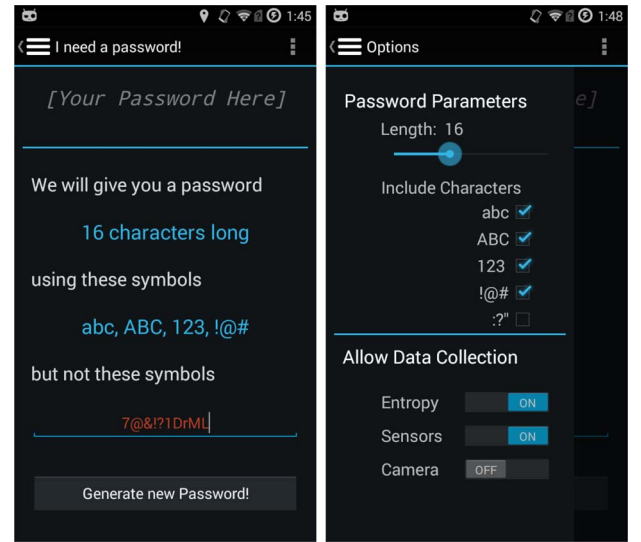 1:45
I need a password!
[Your Password Here]
We will give you a password
16 characters long
using these symbols
abc, ABC, 123, !@#
but not these symbols
7@&!?1DrML
Generate new Password!
1:48
Options
e]
Password Parameters
Length: 16
Include Characters
abc
ABC
123
!@#
:?"
Allow Data Collection
Entropy ON
Sensors ON
Camera OFF